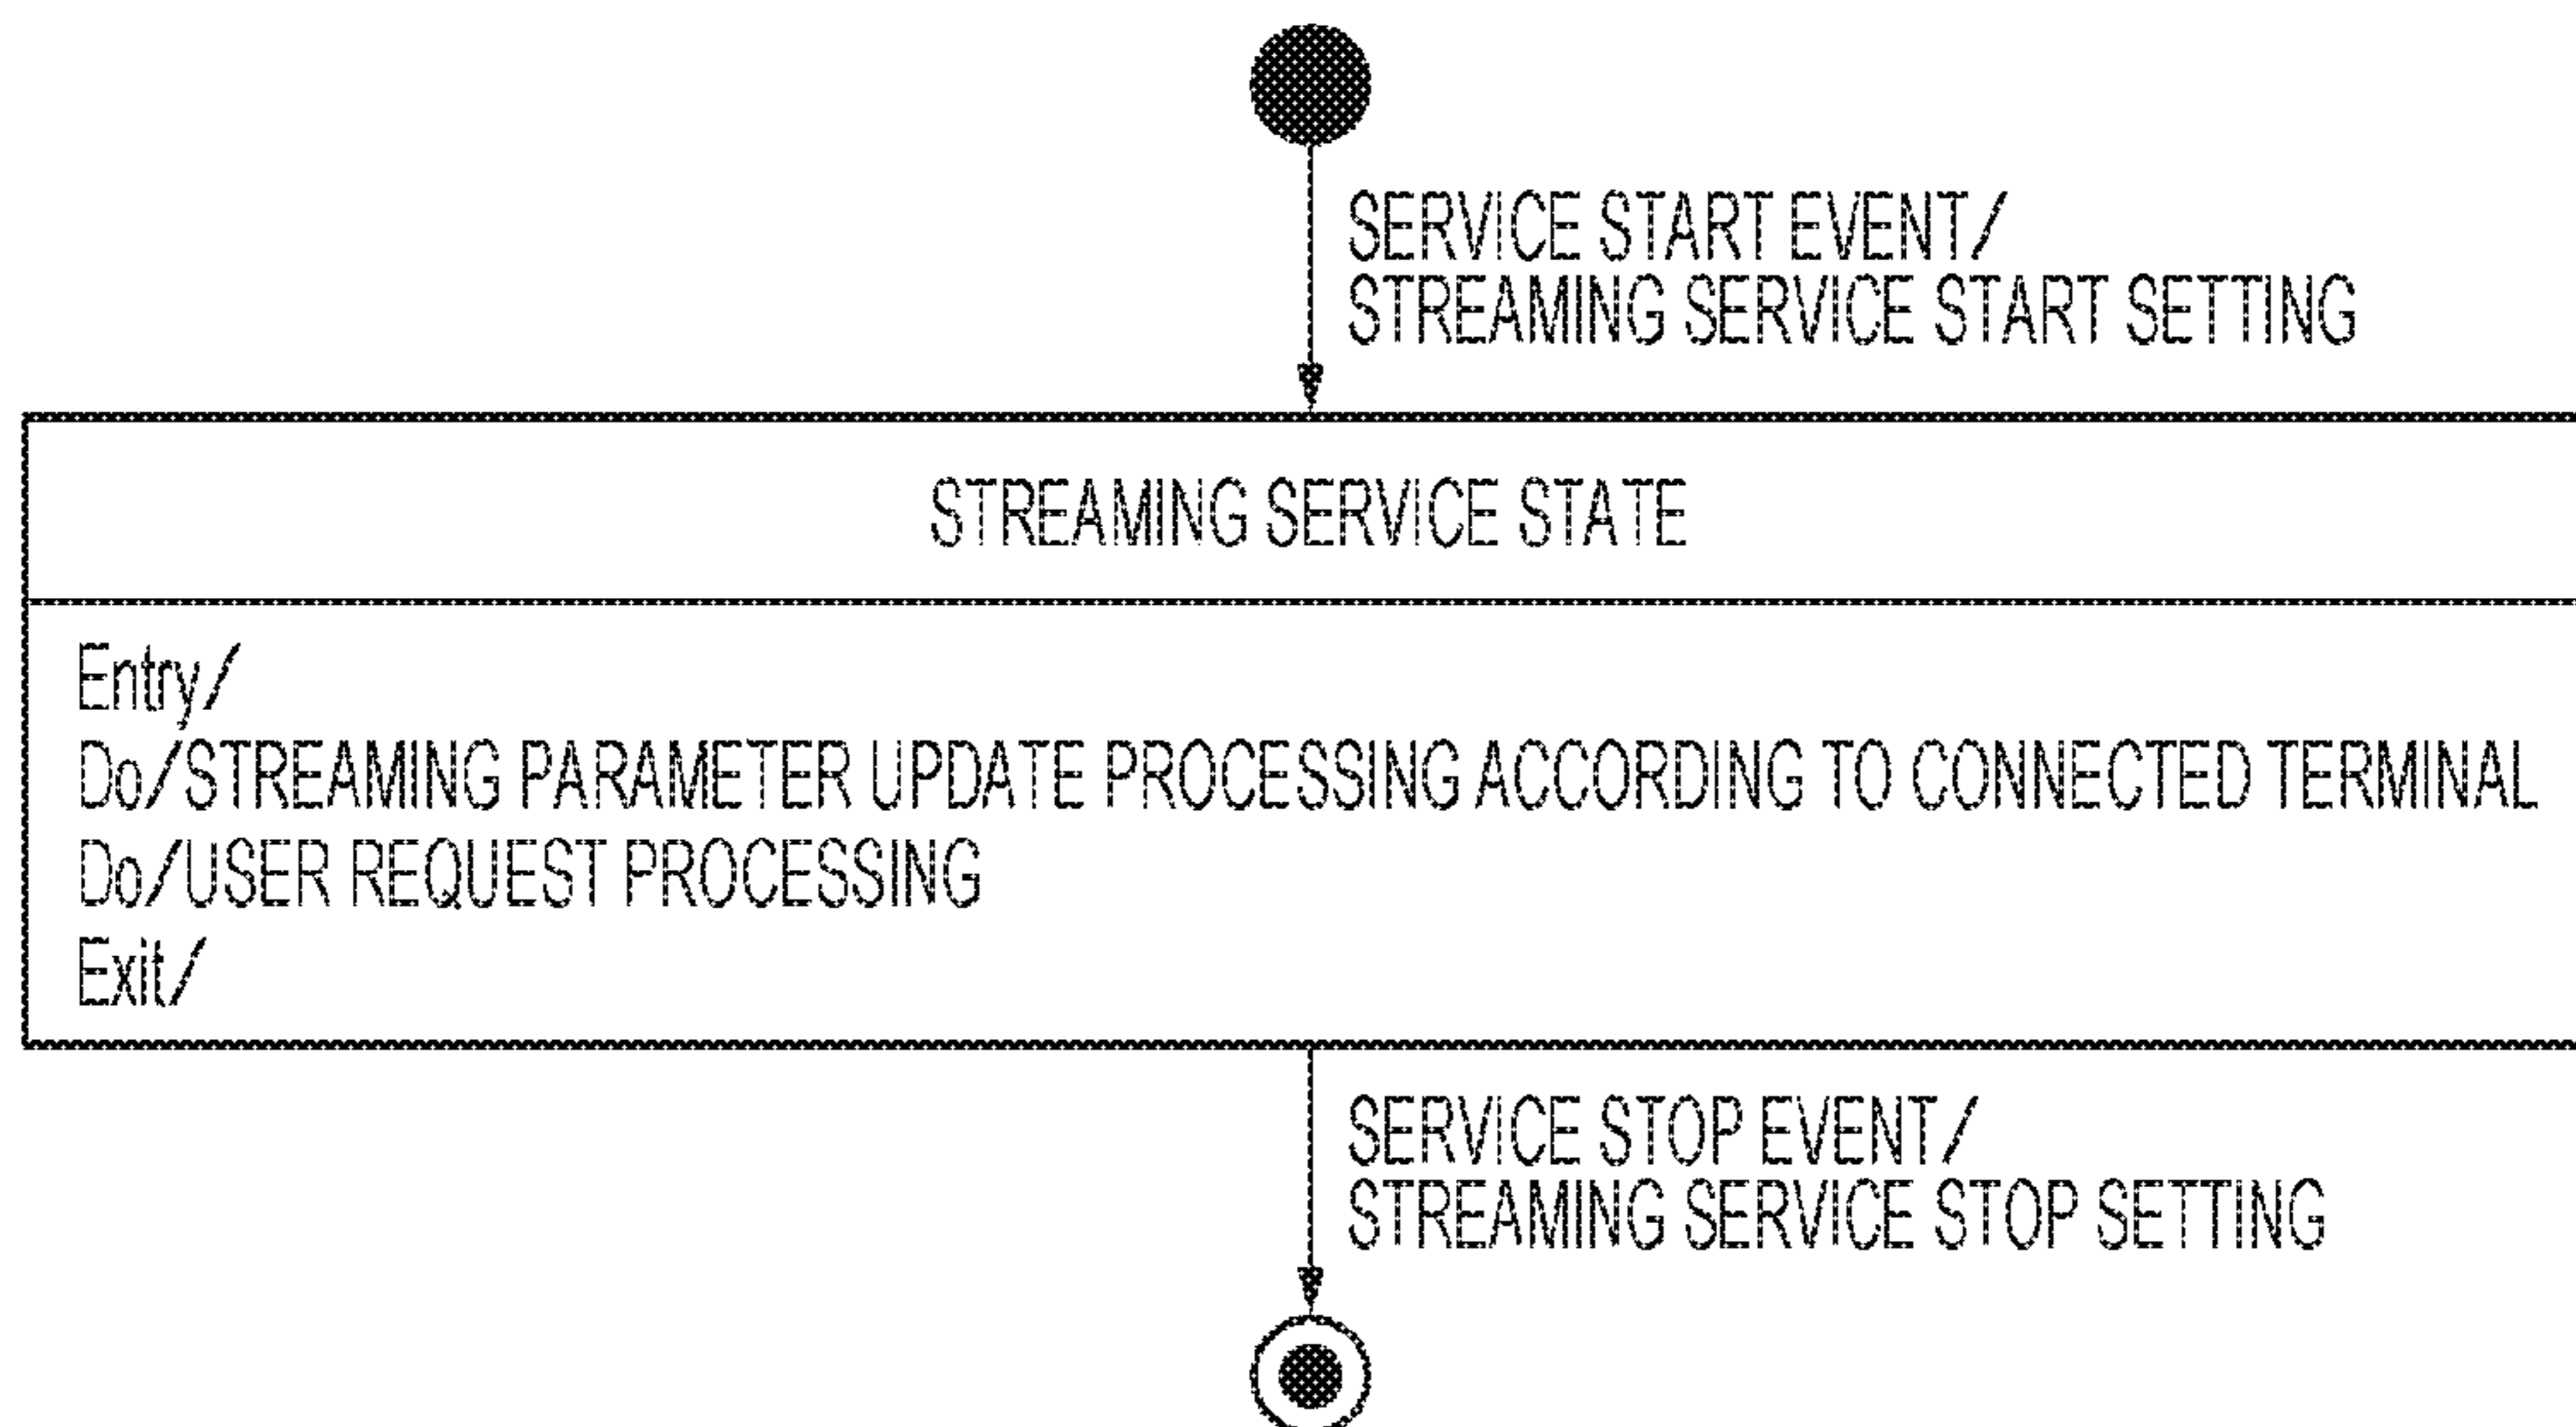 SERVICE START EVENT/
STREAMING SERVICE START SETTING
STREAMING SERVICE STATE
Entry/
Do/STREAMING PARAMETER UPDATE PROCESSING ACCORDING TO CONNECTED TERMINAL
Do/USER REQUEST PROCESSING
Exit/
SERVICE STOP EVENT/
STREAMING SERVICE STOP SETTING